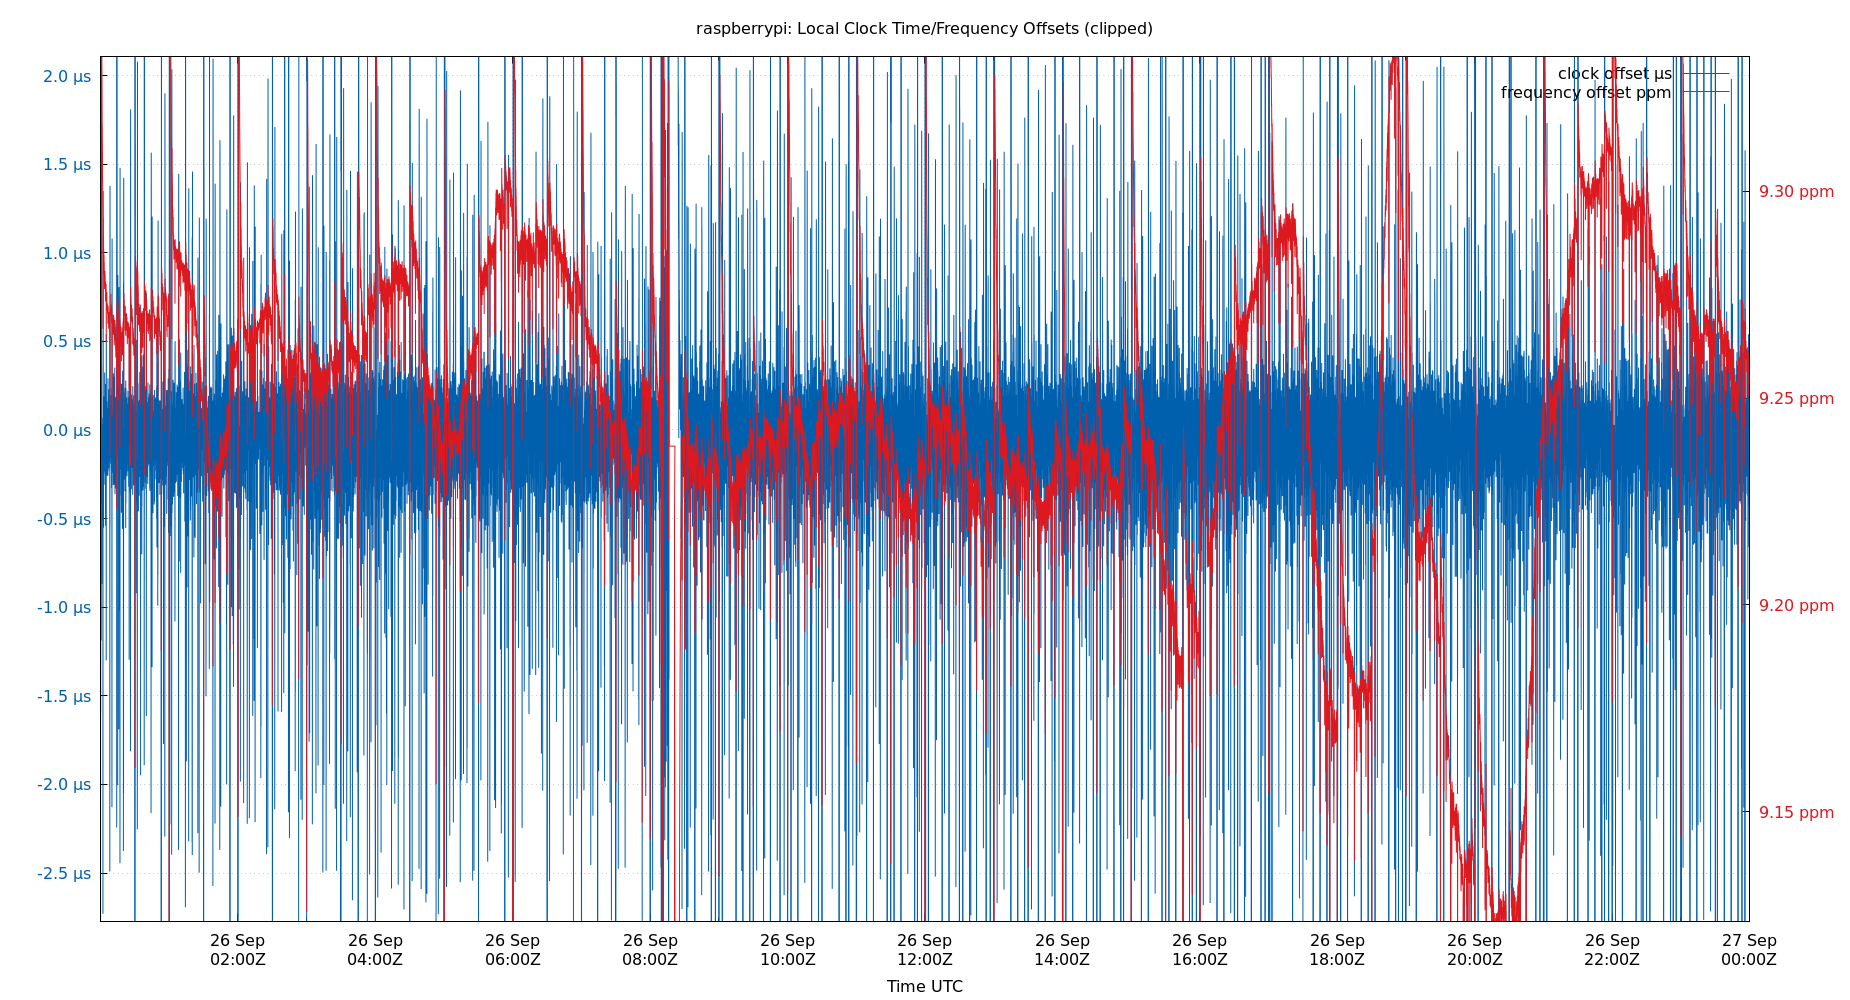 raspberrypi: Local Clock Time/Frequency Offsets (clipped)
clock offset µs
frequency offset ppm
2.0 µs
1.5 µs
1.0 µs
0.5 µs
0.0 µs
-0.5 µs
-1.0 µs
-1.5 µs
-2.0 µs
-2.5 µs
9.30 ppm
9.25 ppm
9.20 ppm
9.15 ppm
26 Sep 26 Sep 26 Sep 26 Sep 26 Sep 26 Sep 26 Sep 26 Sep 26 Sep 26 Sep 26 Sep 27 Sep
02:00Z 04:00Z 06:00Z 08:00Z 10:00Z 12:00Z 14:00Z 16:00Z 18:00Z 20:00Z 22:00Z 00:00Z
Time UTC